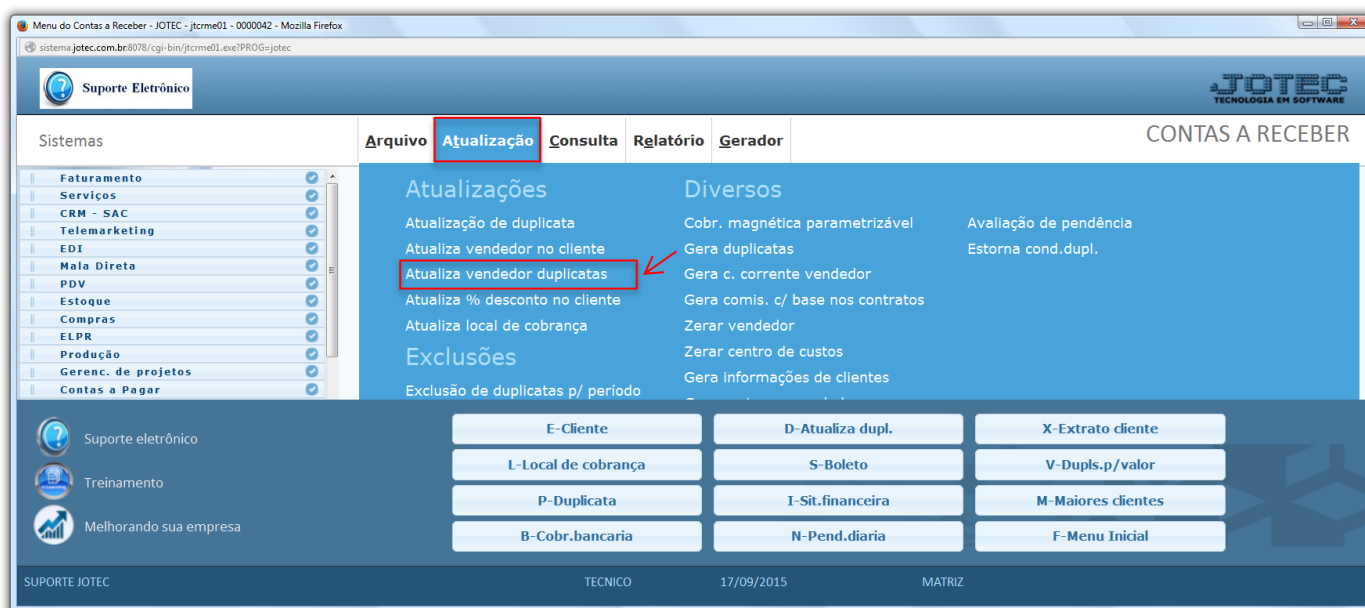 Menu do Contas a Receber - JOTEC - jtcrme01 - 0000042 - Mozilla Firefox
sistema.jotec.com.br:8078/cgi-bin/jtcrme01.exe?PROG=jotec
Suporte Eletrônico
JOTEC
TECNOLOGIA EM SOFTWARE
Sistemas
Arquivo Atualização Consulta Relatório Gerador
CONTAS A RECEBER
Faturamento
Serviços
CRM - SAC
Telemarketing
EDI
Mala Direta
PDV
Estoque
Compras
ELPR
Produção
Gerenc. de projetos
Contas a Pagar
Atualizações
Atualização de duplicata
Atualiza vendedor no cliente
Atualiza vendedor duplicatas
Atualiza % desconto no cliente
Atualiza local de cobrança
Exclusões
Exclusão de duplicatas p/ período
Diversos
Cobr. magnética parametrizável
Gera duplicatas
Gera c. corrente vendedor
Gera comis. c/ base nos contratos
Zerar vendedor
Zerar centro de custos
Gera informações de clientes
Avaliação de pendência
Estorna cond.dupl.
Suporte eletrônico
Treinamento
Melhorando sua empresa
E-Cliente D-Atualiza dupl. X-Extrato cliente
L-Local de cobrança S-Boleto V-Dupls.p/valor
P-Duplicata I-Sit.financeira M-Maiores clientes
B-Cobr.bancaria N-Pend.diaria F-Menu Inicial
SUPORTE JOTEC TECNICO 17/09/2015 MATRIZ